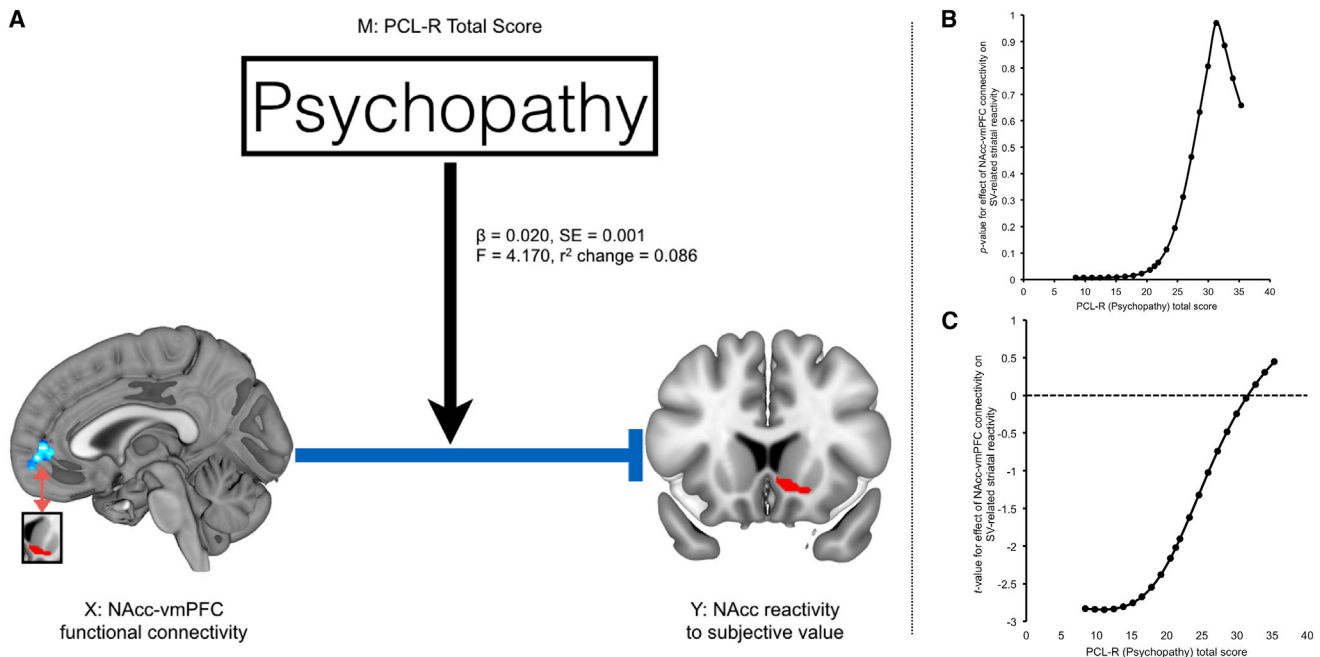 A
M: PCL-R Total Score
Psychopathy
β = 0.020, SE = 0.001
F = 4.170, r² change = 0.086
X: NAcc-vmPFC
functional connectivity
Y: NAcc reactivity
to subjective value
B
p-value for effect of NAcc-vmPFC connectivity on
SV-related striatal reactivity
1
0.9
0.8
0.7
0.6
0.5
0.4
0.3
0.2
0.1
0
0 5 10 15 20 25 30 35 40
PCL-R (Psychopathy) total score
C
t-value for effect of NAcc-vmPFC connectivity on
SV-related striatal reactivity
1
0.5
0
-0.5
-1
-1.5
-2
-2.5
-3
0 5 10 15 20 25 30 35 40
PCL-R (Psychopathy) total score